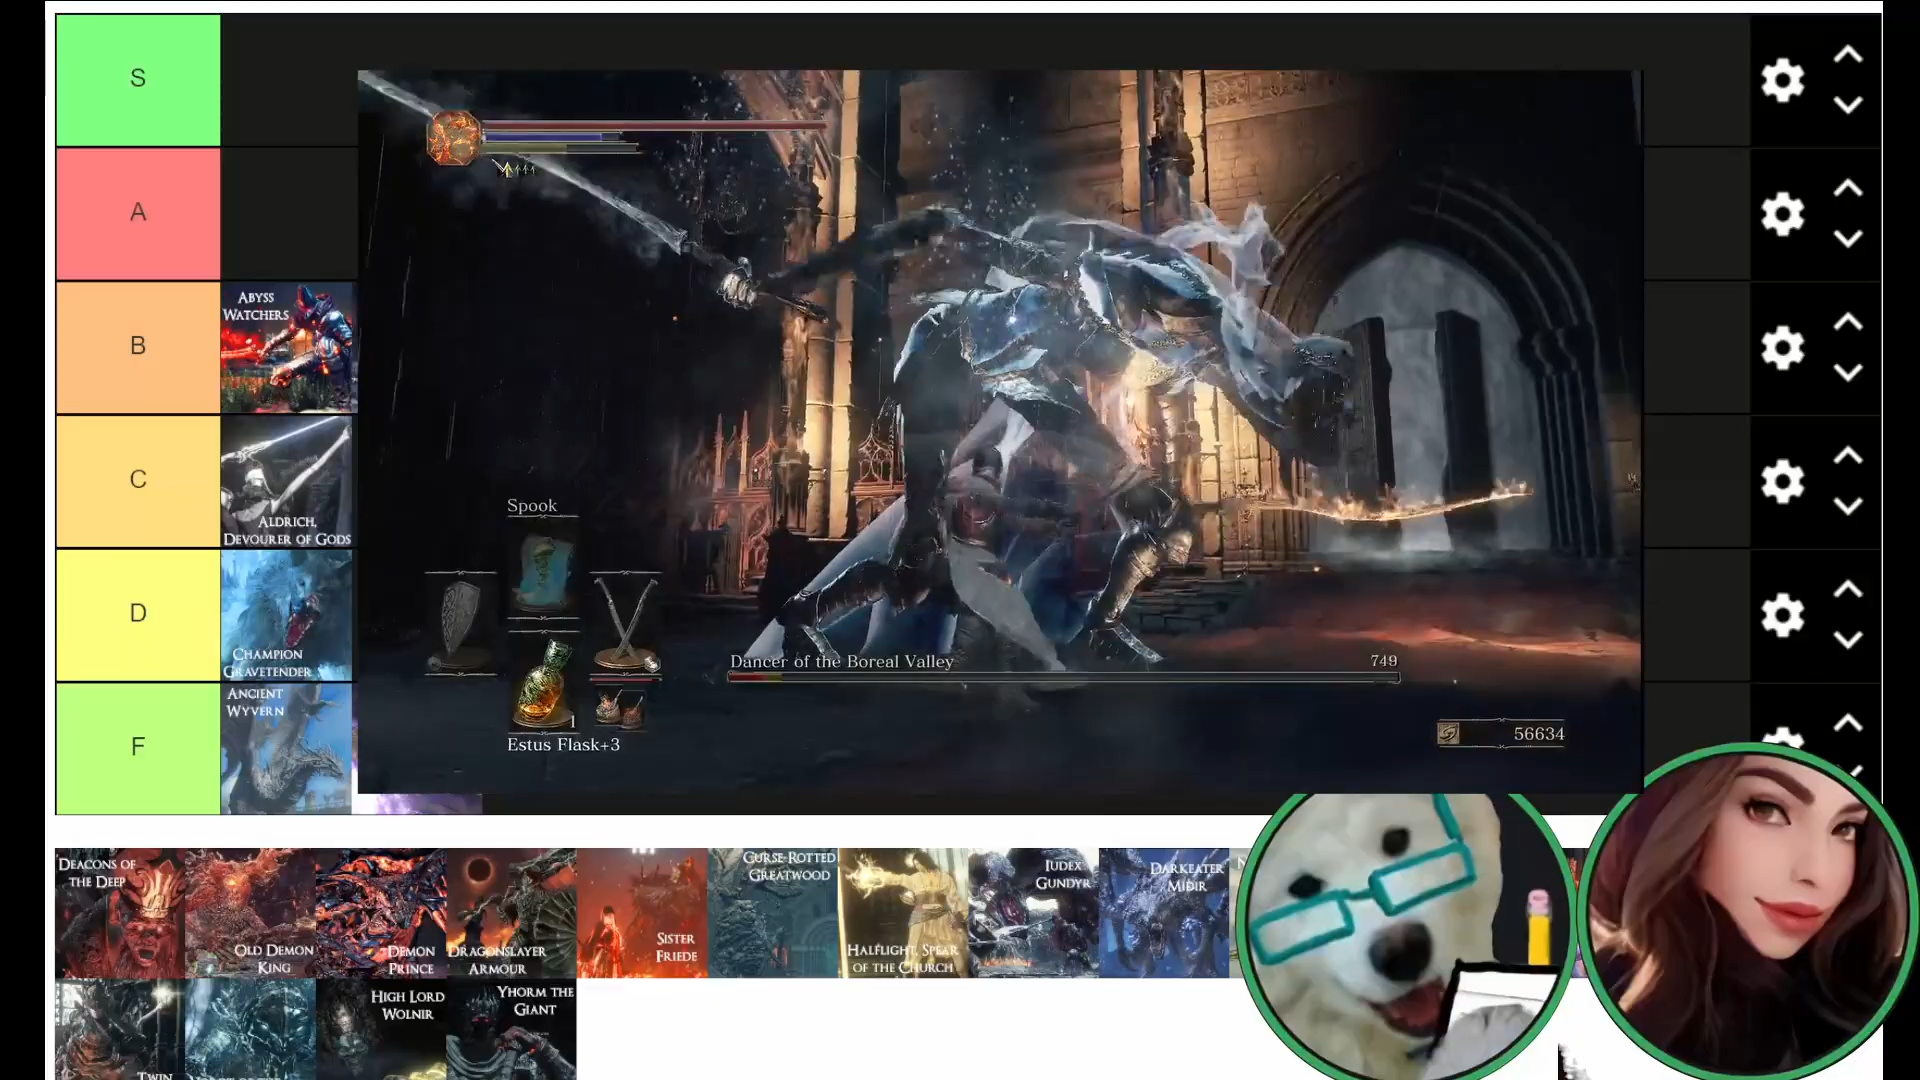 S
A
B
ABYSS
WATCHERS
C
ALDRICH,
DEVOURER OF GODS
D
CHAMPION
GRAVETENDER
F
ANCIENT
WYVERN
Spook
1
Estus Flask+3
Dancer of the Boreal Valley
749
56634
DEACONS OF
THE DEEP
OLD DEMON
KING
DEMON
PRINCE
DRAGONSLAYER
ARMOUR
SISTER
FRIEDE
CURSE-ROTTED
GREATWOOD
HALFLIGHT, SPEAR
OF THE CHURCH
IUDEX
GUNDYR
DARKEATER
MIDIR
TWIN
HIGH LORD
WOLNIR
YHORM THE
GIANT